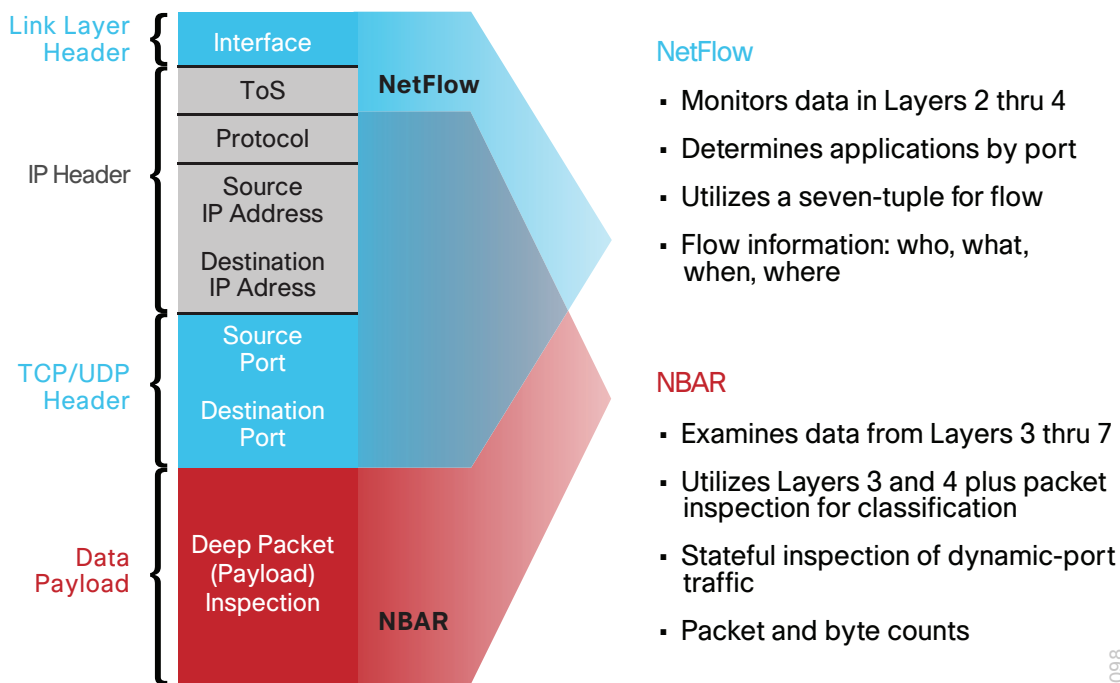 Link Layer
Header
Interface
IP Header
ToS
Protocol
Source
IP Address
Destination
IP Adress
TCP/UDP
Header
Source
Port
Destination
Port
Data
Payload
Deep Packet
(Payload)
Inspection
NetFlow
NBAR
NetFlow
▪ Monitors data in Layers 2 thru 4
▪ Determines applications by port
▪ Utilizes a seven-tuple for flow
▪ Flow information: who, what,
when, where
NBAR
▪ Examines data from Layers 3 thru 7
▪ Utilizes Layers 3 and 4 plus packet
inspection for classification
▪ Stateful inspection of dynamic-port
traffic
▪ Packet and byte counts